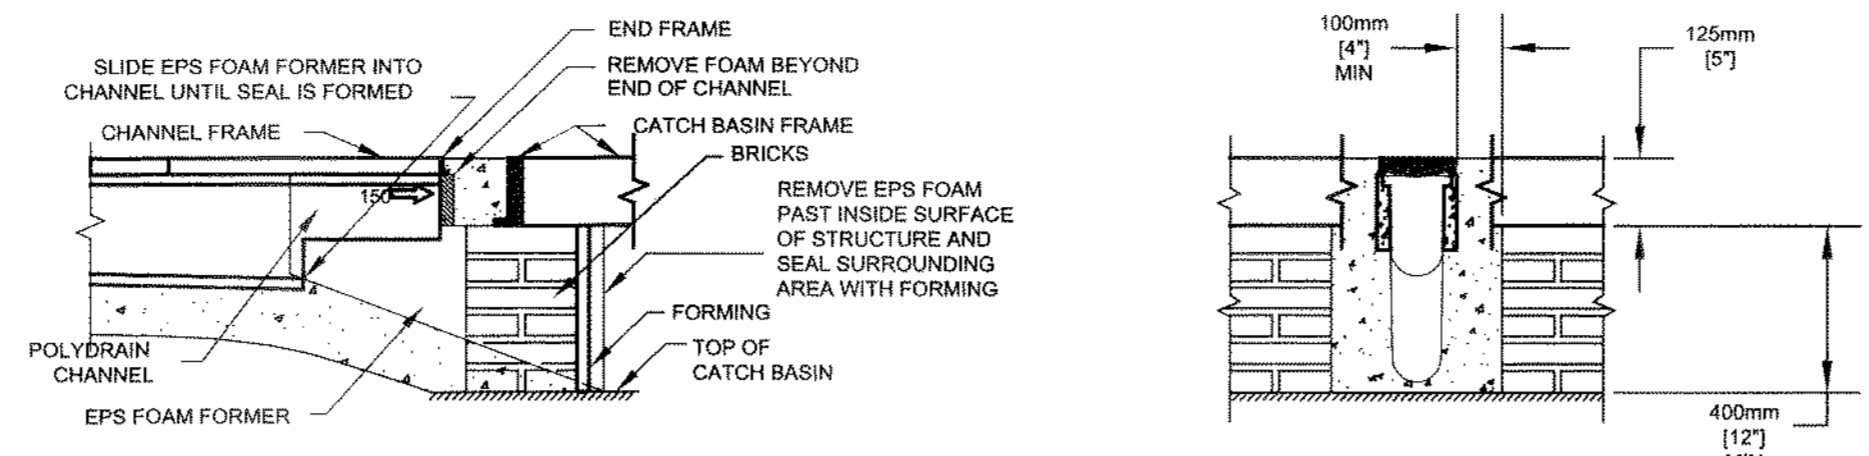 END FRAME
SLIDE EPS FOAM FORMER INTO
CHANNEL UNTIL SEAL IS FORMED
REMOVE FOAM BEYOND
END OF CHANNEL
CHANNEL FRAME
CATCH BASIN FRAME
BRICKS
150
REMOVE EPS FOAM
PAST INSIDE SURFACE
OF STRUCTURE AND
SEAL SURROUNDING
AREA WITH FORMING
FORMING
POLYDRAIN
CHANNEL
TOP OF
CATCH BASIN
EPS FOAM FORMER
100mm
[4"]
MIN
125mm
[5"]
400mm
[12"]